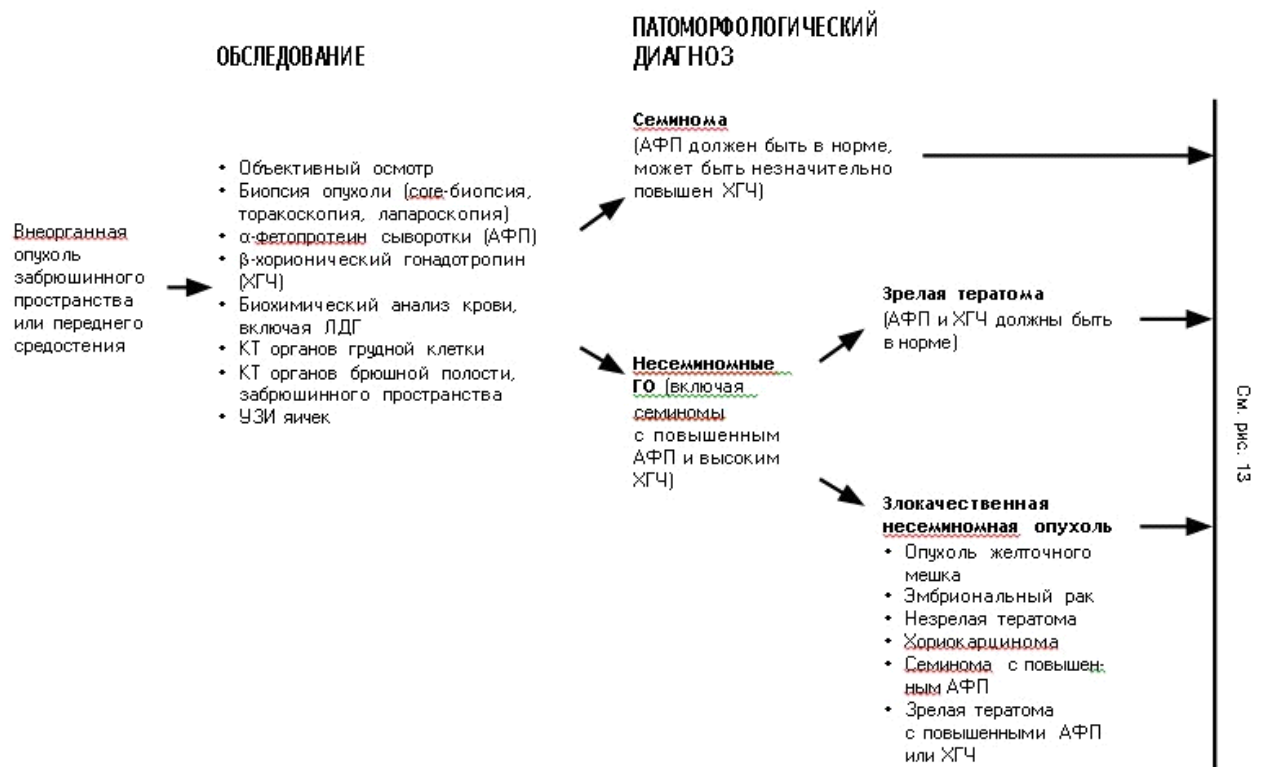 ОБСЛЕДОВАНИЕ
ПАТОМОРФОЛОГИЧЕСКИЙ
ДИАГНОЗ
Внеорганная
опухоль
забрюшинного
пространства
или переднего
средостения
• Объективный осмотр
• Биопсия опухоли (core-биопсия,
торакоскопия, лапароскопия)
• α-фетопротеин сыворотки (АФП)
• β-хорионический гонадотропин
(ХГЧ)
• Биохимический анализ крови,
включая ЛДГ
• КТ органов грудной клетки
• КТ органов брюшной полости,
забрюшинного пространства
• УЗИ яичек
Семинома
(АФП должен быть в норме,
может быть незначительно
повышен ХГЧ)
Несеминомные
ГО (включая
семиномы
с повышенным
АФП и высоким
ХГЧ)
Зрелая тератома
(АФП и ХГЧ должны быть
в норме)
Злокачественная
несеминомная опухоль
• Опухоль желточного
мешка
• Эмбриональный рак
• Незрелая тератома
• Хориокарцинома
• Семинома с повышен-
ным АФП
• Зрелая тератома
с повышенными АФП
или ХГЧ
См. рис. 13